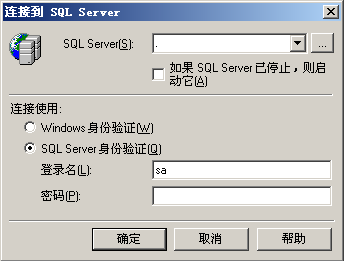 连接到 SQL Server
SQL Server(S): . ...
如果 SQL Server 已停止，则启
动它(A)
连接使用:
Windows 身份验证(W)
SQL Server 身份验证(Q)
登录名(L): sa
密码(P):
确定 取消 帮助